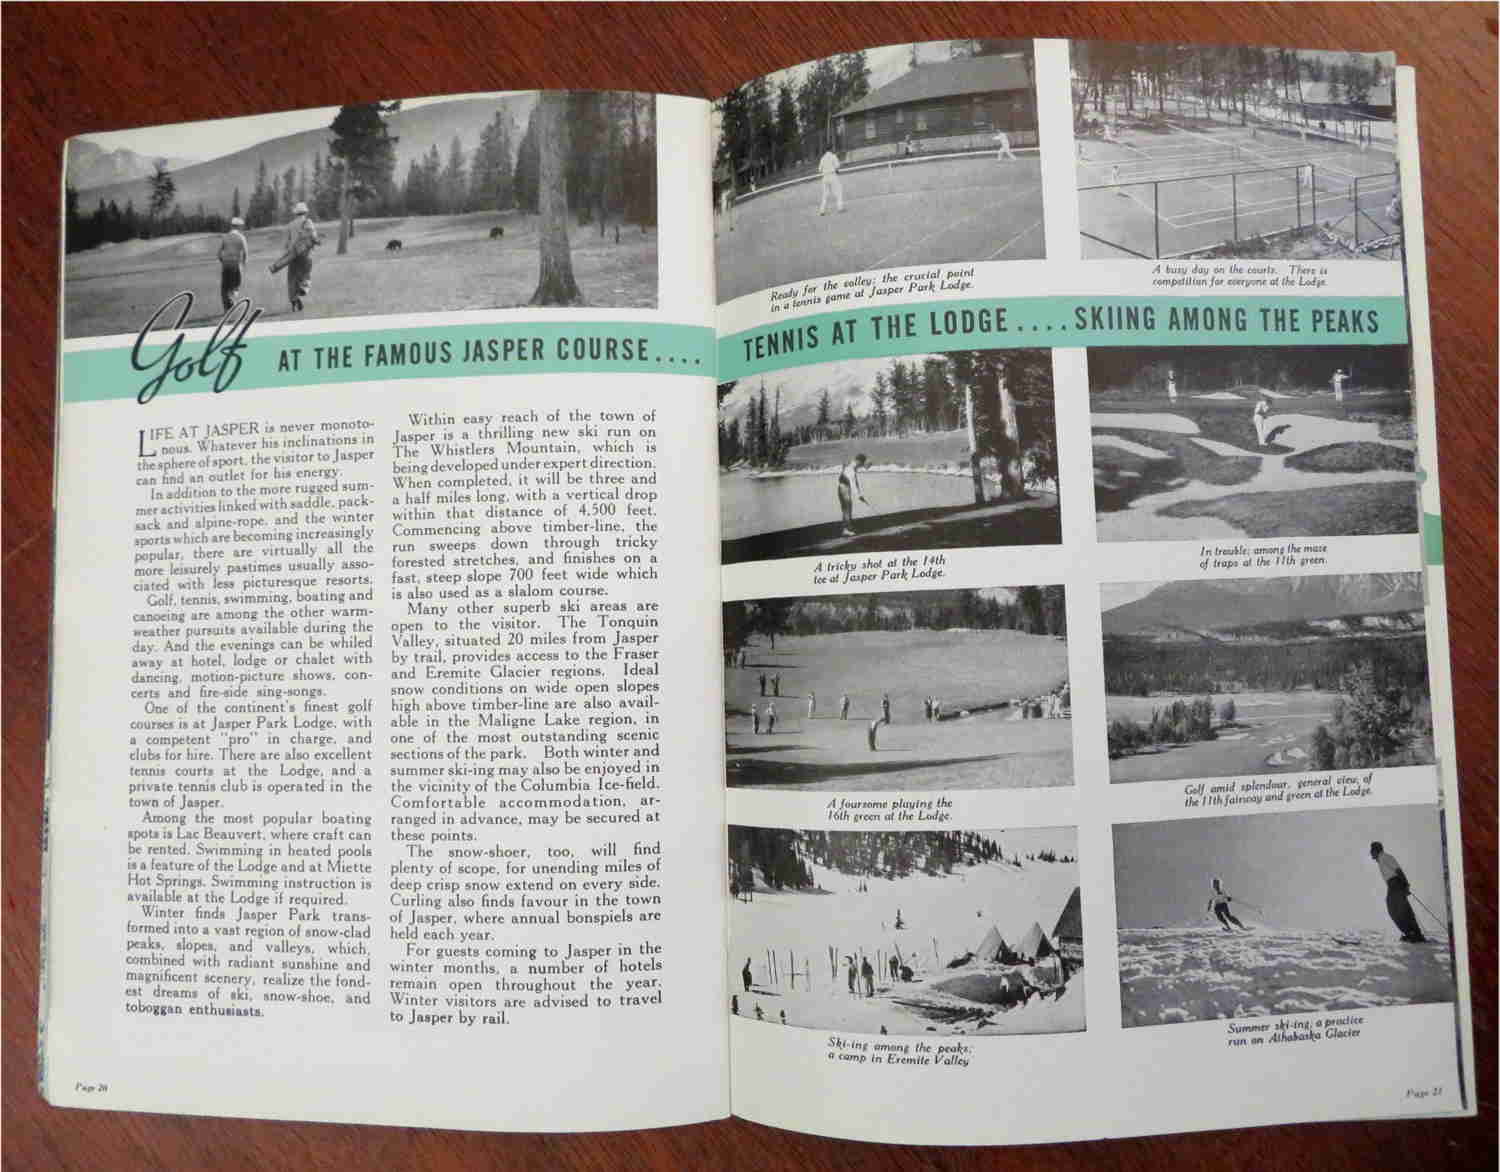 Golf AT THE FAMOUS JASPER COURSE....
LIFE AT JASPER is never monoto-
nous. Whatever his inclinations in
the sphere of sport, the visitor to Jasper
can find an outlet for his energy.
In addition to the more rugged sum-
mer activities linked with saddle, pack-
sack and alpine-rope, and the winter
sports which are becoming increasingly
popular, there are virtually all the
more leisurely pastimes usually asso-
ciated with less picturesque resorts.
Golf, tennis, swimming, boating and
canoeing are among the other warm-
weather pursuits available during the
day. And the evenings can be whiled
away at hotel, lodge or chalet with
dancing, motion-picture shows, con-
certs and fire-side sing-songs.
One of the continent's finest golf
courses is at Jasper Park Lodge, with
a competent "pro" in charge, and
clubs for hire. There are also excellent
tennis courts at the Lodge, and a
private tennis club is operated in the
town of Jasper.
Among the most popular boating
spots is Lac Beauvert, where craft can
be rented. Swimming in heated pools
is a feature of the Lodge and at Miette
Hot Springs. Swimming instruction is
available at the Lodge if required.
Winter finds Jasper Park trans-
formed into a vast region of snow-clad
peaks, slopes, and valleys, which,
combined with radiant sunshine and
magnificent scenery, realize the fond-
est dreams of ski, snow-shoe, and
toboggan enthusiasts.
Within easy reach of the town of
Jasper is a thrilling new ski run on
The Whistlers Mountain, which is
being developed under expert direction.
When completed, it will be three and
a half miles long, with a vertical drop
within that distance of 4,500 feet.
Commencing above timber-line, the
run sweeps down through tricky
forested stretches, and finishes on a
fast, steep slope 700 feet wide which
is also used as a slalom course.
Many other superb ski areas are
open to the visitor. The Tonquin
Valley, situated 20 miles from Jasper
by trail, provides access to the Fraser
and Eremite Glacier regions. Ideal
snow conditions on wide open slopes
high above timber-line are also avail-
able in the Maligne Lake region, in
one of the most outstanding scenic
sections of the park. Both winter and
summer ski-ing may also be enjoyed in
the vicinity of the Columbia Ice-field.
Comfortable accommodation, ar-
ranged in advance, may be secured at
these points.
The snow-shoer, too, will find
plenty of scope, for unending miles of
deep crisp snow extend on every side.
Curling also finds favour in the town
of Jasper, where annual bonspiels are
held each year.
For guests coming to Jasper in the
winter months, a number of hotels
remain open throughout the year.
Winter visitors are advised to travel
to Jasper by rail.
Page 20
Ready for the volley; the crucial point
in a tennis game at Jasper Park Lodge.
A busy day on the courts. There is
competition for everyone at the Lodge.
TENNIS AT THE LODGE....SKIING AMONG THE PEAKS
A tricky shot at the 14th
tee at Jasper Park Lodge.
In trouble; among the maze
of traps at the 11th green.
A foursome playing the
16th green at the Lodge.
Golf amid splendour, general view, of
the 11th fairway and green at the Lodge.
Ski-ing among the peaks;
a camp in Eremite Valley
Summer ski-ing; a practice
run on Athabaska Glacier
Page 21